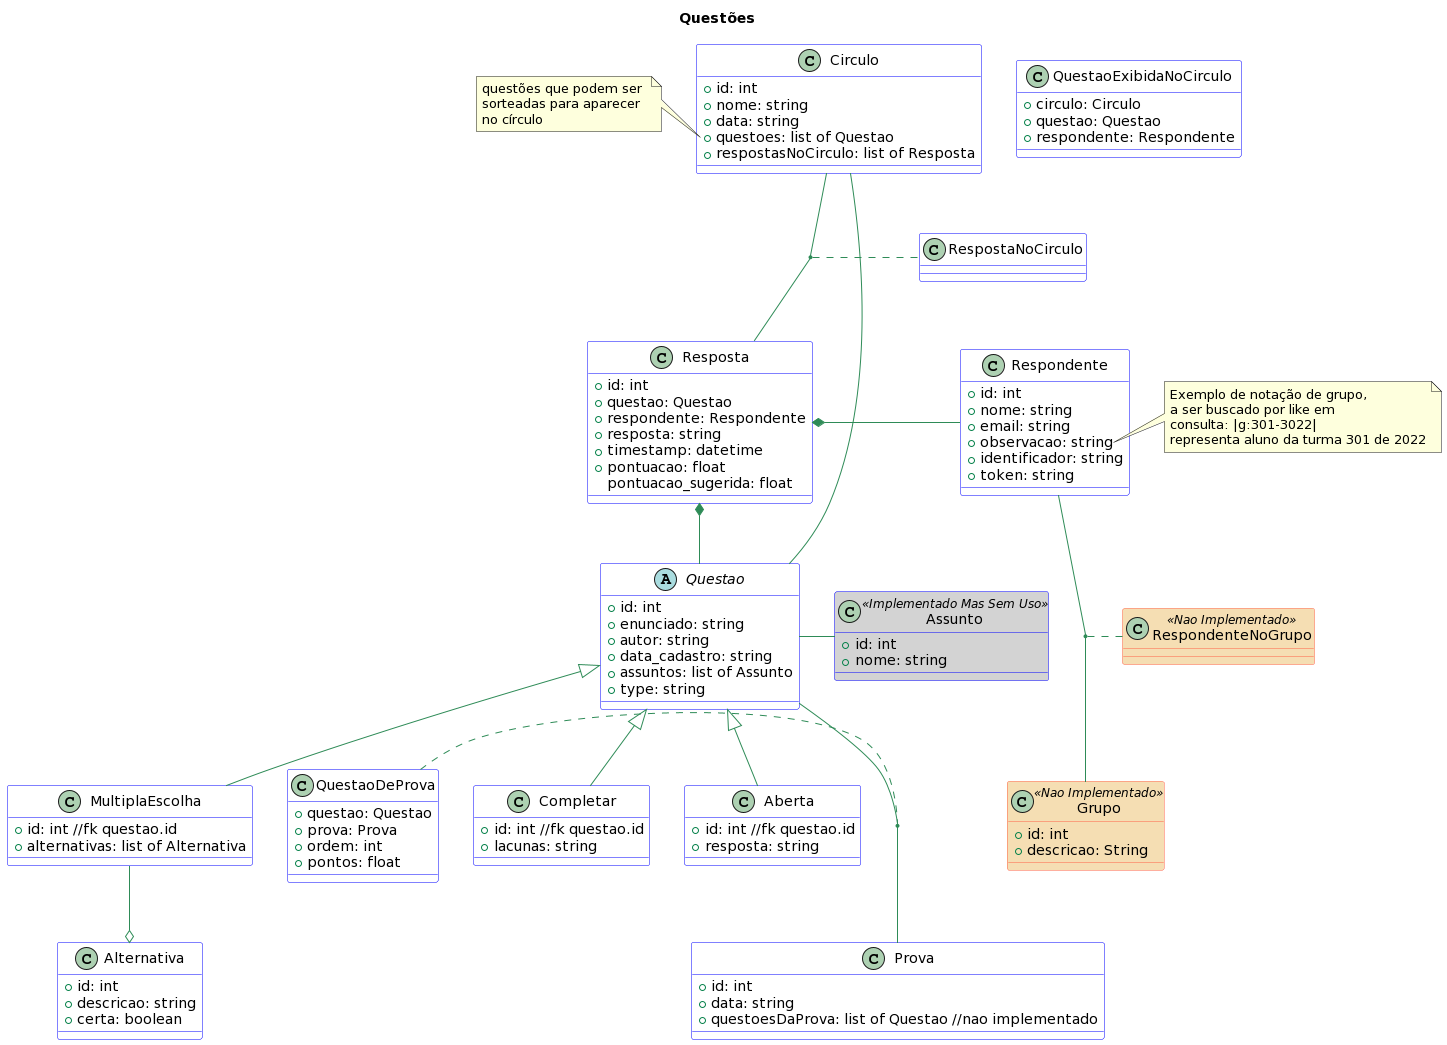 Questões
C Circulo
id: int
nome: string
data: string
questoes: list of Questao
respostasNoCirculo: list of Resposta
questões que podem ser
sorteadas para aparecer
no círculo
C QuestaoExibidaNoCirculo
circulo: Circulo
questao: Questao
respondente: Respondente
C RespostaNoCirculo
C Resposta
id: int
questao: Questao
respondente: Respondente
resposta: string
timestamp: datetime
pontuacao: float
pontuacao_sugerida: float
C Respondente
id: int
nome: string
email: string
observacao: string
identificador: string
token: string
Exemplo de notação de grupo,
a ser buscado por like em
consulta: |g:301-3022|
representa aluno da turma 301 de 2022
A Questao
id: int
enunciado: string
autor: string
data_cadastro: string
assuntos: list of Assunto
type: string
C «Implementado Mas Sem Uso»
Assunto
id: int
nome: string
C «Nao Implementado»
RespondenteNoGrupo
C MultiplaEscolha
id: int //fk questao.id
alternativas: list of Alternativa
C QuestaoDeProva
questao: Questao
prova: Prova
ordem: int
pontos: float
C Completar
id: int //fk questao.id
lacunas: string
C Aberta
id: int //fk questao.id
resposta: string
C «Nao Implementado»
Grupo
id: int
descricao: String
C Alternativa
id: int
descricao: string
certa: boolean
C Prova
id: int
data: string
questoesDaProva: list of Questao //nao implementado